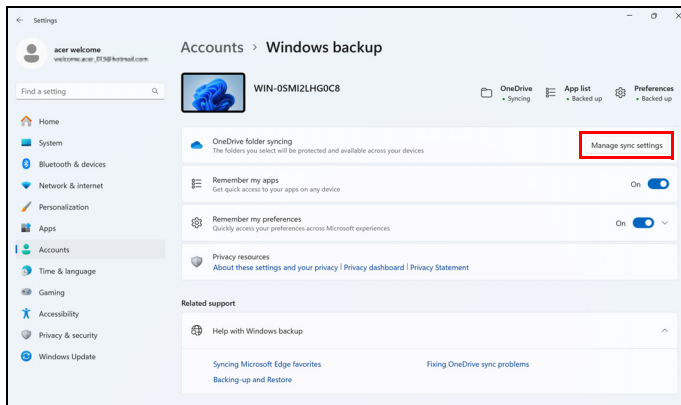 Settings
acer welcome
welcome.acer_013@hotmail.com
Find a setting
Home
System
Bluetooth & devices
Network & internet
Personalization
Apps
Accounts
Time & language
Gaming
Accessibility
Privacy & security
Windows Update
Accounts > Windows backup
WIN-0SMI2LHG0C8
OneDrive
• Syncing
App list
• Backed up
Preferences
• Backed up
OneDrive folder syncing
The folders you select will be protected and available across your devices
Manage sync settings
Remember my apps
Get quick access to your apps on any device
On
Remember my preferences
Quickly access your preferences across Microsoft experiences
On
Privacy resources
About these settings and your privacy | Privacy dashboard | Privacy Statement
Related support
Help with Windows backup
Syncing Microsoft Edge favorites
Fixing OneDrive sync problems
Backing-up and Restore